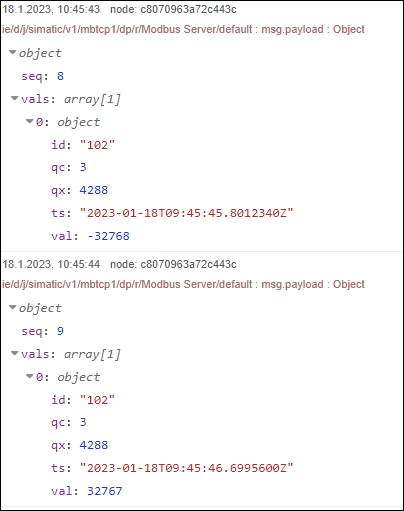 18.1.2023, 10:45:43 node: c8070963a72c443c
ie/d/j/simatic/v1/mbtcp1/dp/r/Modbus Server/default : msg.payload : Object
object
seq: 8
vals: array[1]
0: object
id: "102"
qc: 3
qx: 4288
ts: "2023-01-18T09:45:45.8012340Z"
val: -32768
18.1.2023, 10:45:44 node: c8070963a72c443c
ie/d/j/simatic/v1/mbtcp1/dp/r/Modbus Server/default : msg.payload : Object
object
seq: 9
vals: array[1]
0: object
id: "102"
qc: 3
qx: 4288
ts: "2023-01-18T09:45:46.6995600Z"
val: 32767